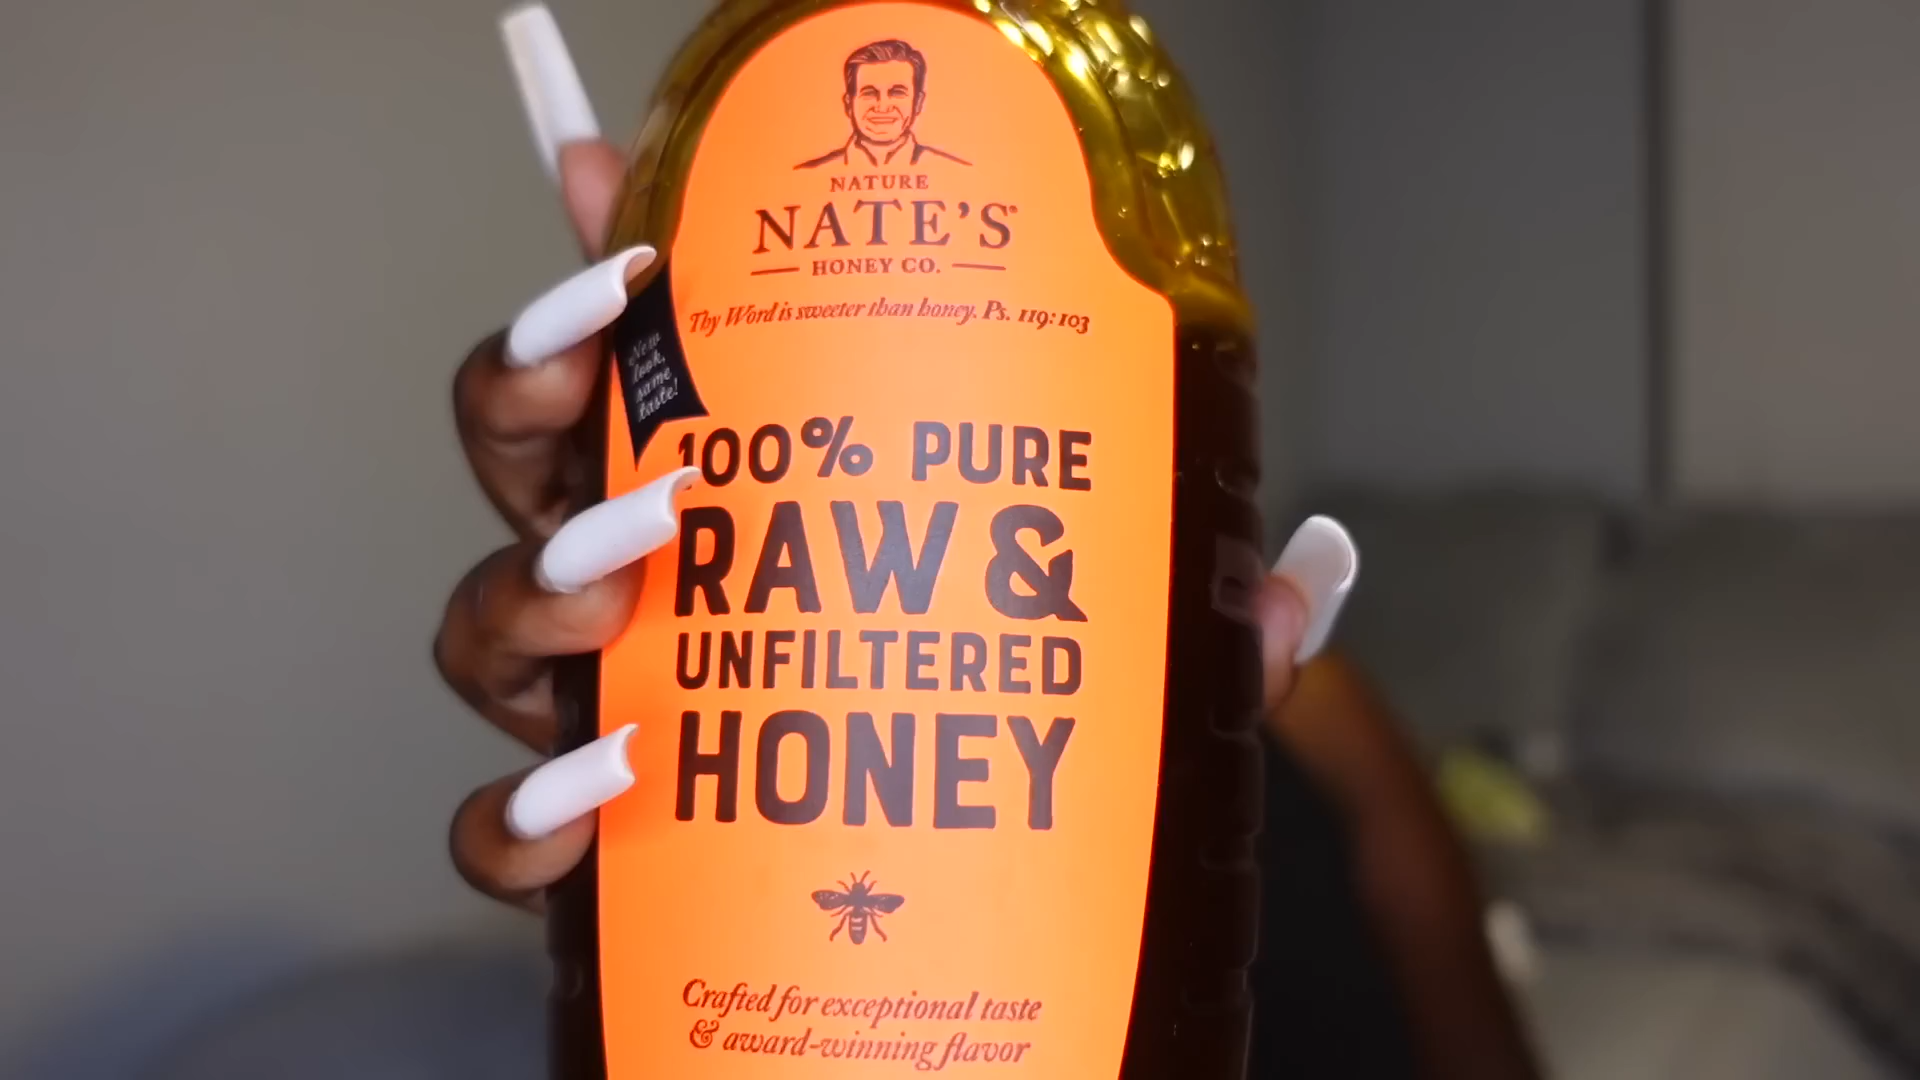 NATURE
NATE'S®
HONEY CO.
Thy Word is sweeter than honey. Ps. 119:103
New
look,
same
taste!
100% PURE
RAW &
UNFILTERED
HONEY
Crafted for exceptional taste
& award-winning flavor